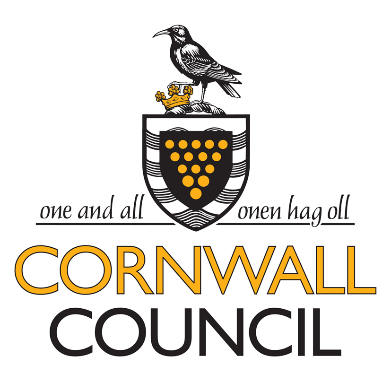 one and all onen hag oll
CORNWALL
COUNCIL